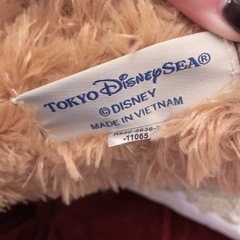 TOKYO DISNEYSEA®
© DISNEY
MADE IN VIETNAM
-11065